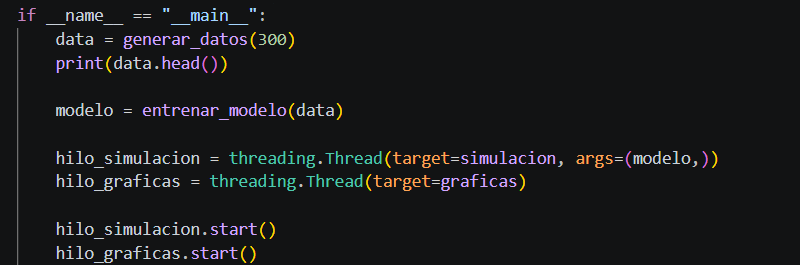 if __name__ == "__main__":
    data = generar_datos(300)
    print(data.head())

    modelo = entrenar_modelo(data)

    hilo_simulacion = threading.Thread(target=simulacion, args=(modelo,))
    hilo_graficas = threading.Thread(target=graficas)

    hilo_simulacion.start()
    hilo_graficas.start()